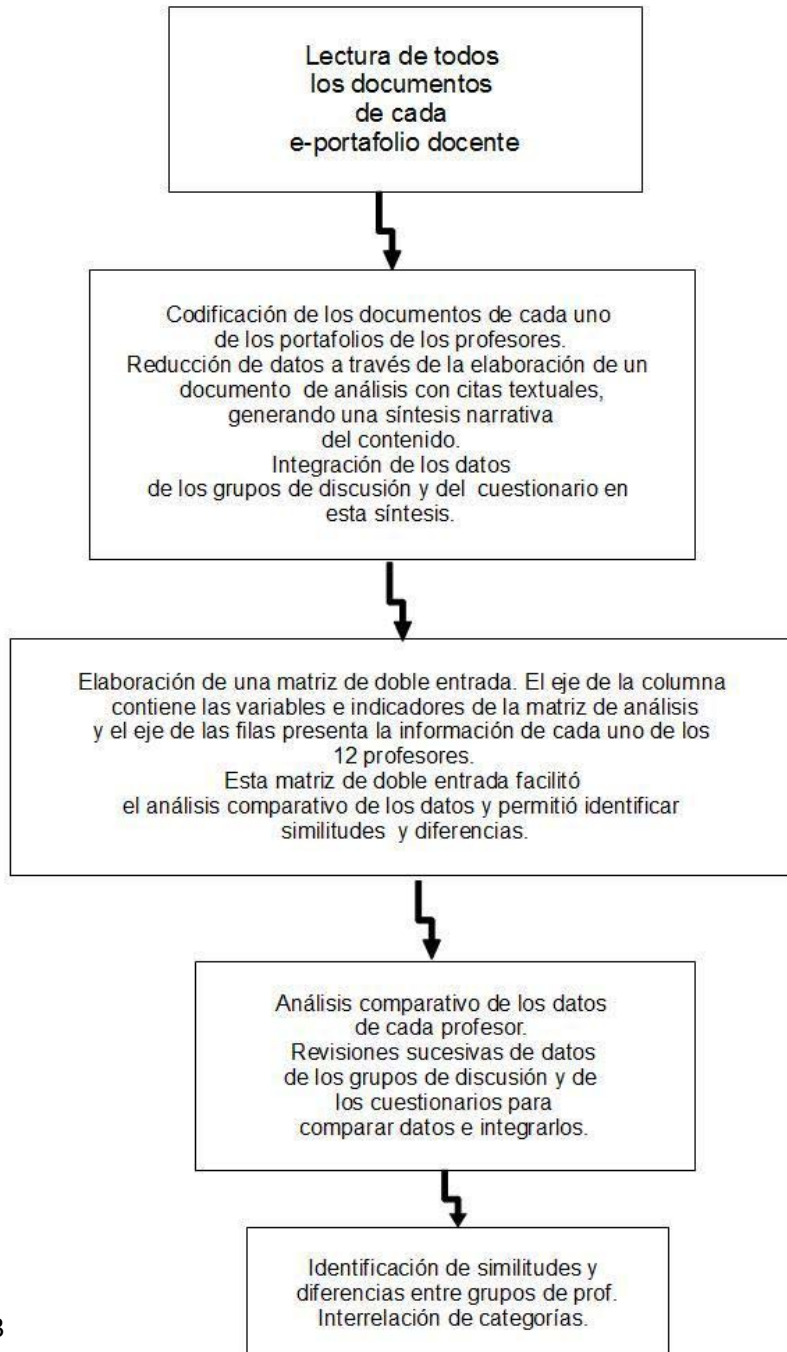 Lectura de todos
los documentos
de cada
e-portafolio docente
Codificación de los documentos de cada uno
de los portafolios de los profesores.
Reducción de datos a través de la elaboración de un
documento de análisis con citas textuales,
generando una síntesis narrativa
del contenido.
Integración de los datos
de los grupos de discusión y del cuestionario en
esta síntesis.
Elaboración de una matriz de doble entrada. El eje de la columna
contiene las variables e indicadores de la matriz de análisis
y el eje de las filas presenta la información de cada uno de los
12 profesores.
Esta matriz de doble entrada facilitó
el análisis comparativo de los datos y permitió identificar
similitudes y diferencias.
Análisis comparativo de los datos
de cada profesor.
Revisiones sucesivas de datos
de los grupos de discusión y de
los cuestionarios para
comparar datos e integrarlos.
Identificación de similitudes y
diferencias entre grupos de prof.
Interrelación de categorías.
3